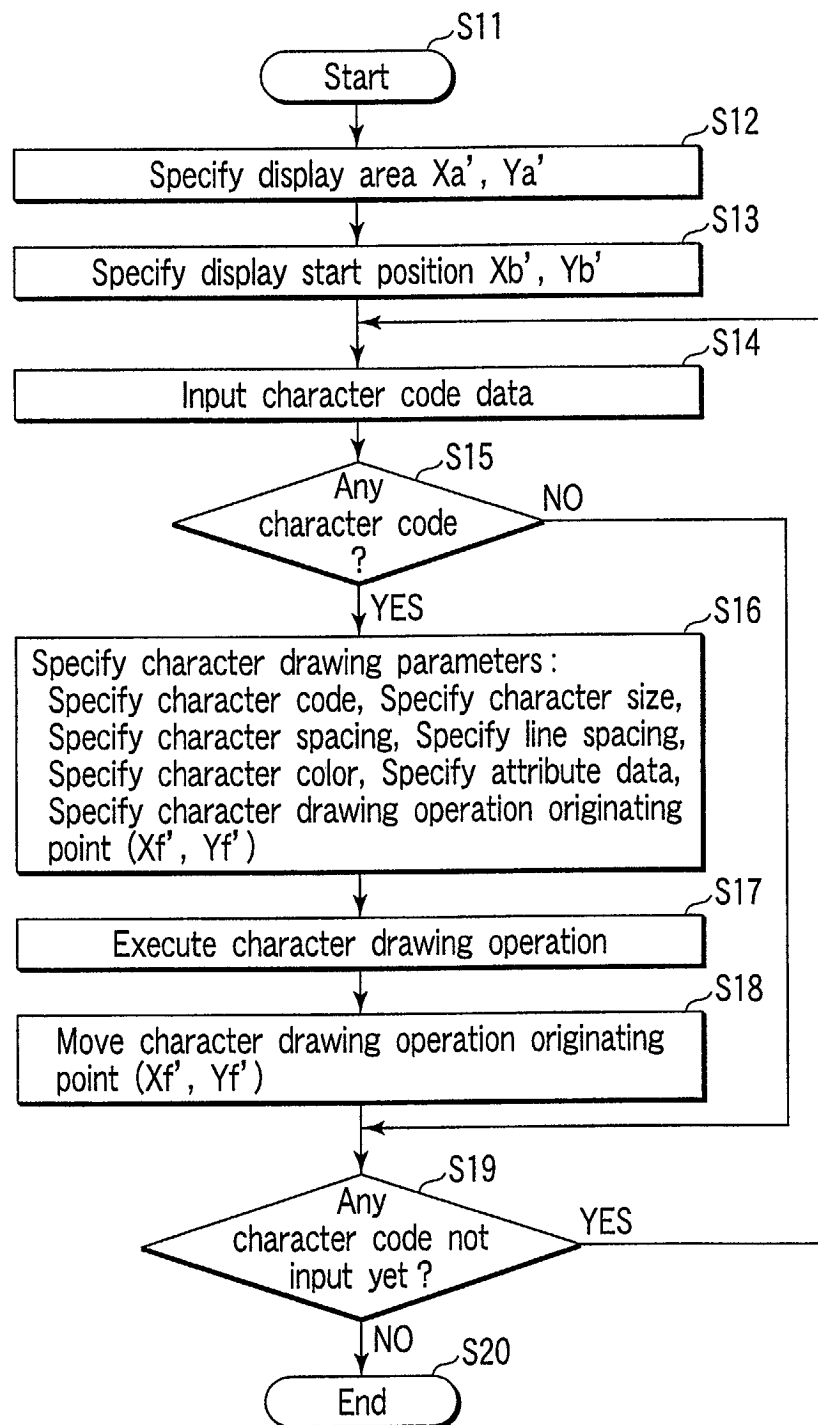 S11
Start
S12
Specify display area Xa', Ya'
S13
Specify display start position Xb', Yb'
S14
Input character code data
S15
Any
character code
?
NO
YES
S16
Specify character drawing parameters:
Specify character code, Specify character size,
Specify character spacing, Specify line spacing,
Specify character color, Specify attribute data,
Specify character drawing operation originating
point (Xf', Yf')
S17
Execute character drawing operation
S18
Move character drawing operation originating
point (Xf', Yf')
S19
Any
character code not
input yet?
YES
NO
S20
End